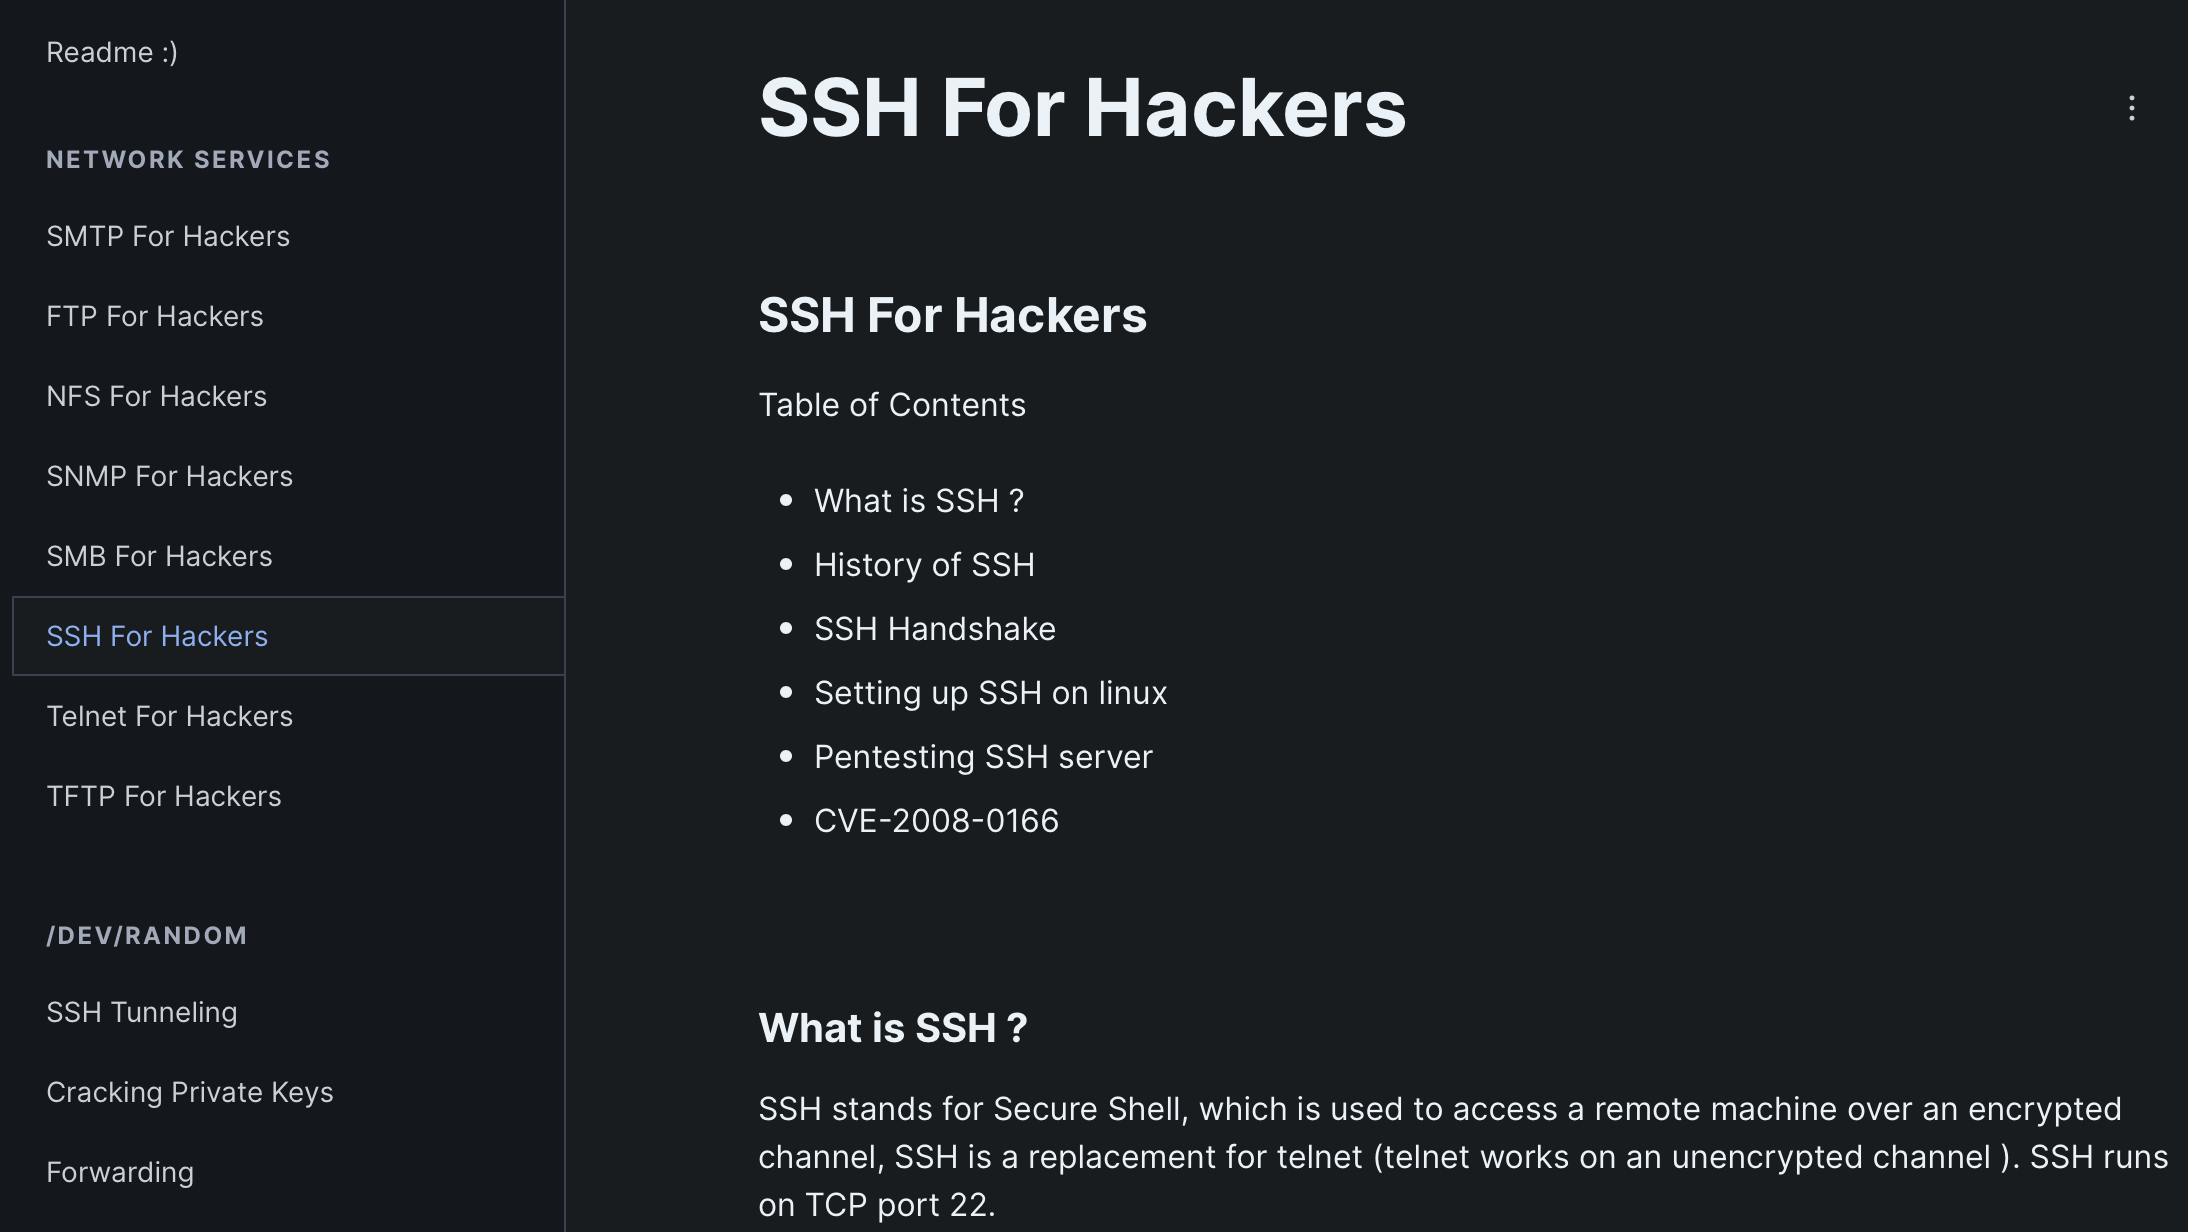 Readme :)
NETWORK SERVICES
SMTP For Hackers
FTP For Hackers
NFS For Hackers
SNMP For Hackers
SMB For Hackers
SSH For Hackers
Telnet For Hackers
TFTP For Hackers
/DEV/RANDOM
SSH Tunneling
Cracking Private Keys
Forwarding
SSH For Hackers
SSH For Hackers
Table of Contents
What is SSH ?
History of SSH
SSH Handshake
Setting up SSH on linux
Pentesting SSH server
CVE-2008-0166
What is SSH ?
SSH stands for Secure Shell, which is used to access a remote machine over an encrypted
channel, SSH is a replacement for telnet (telnet works on an unencrypted channel ). SSH runs
on TCP port 22.